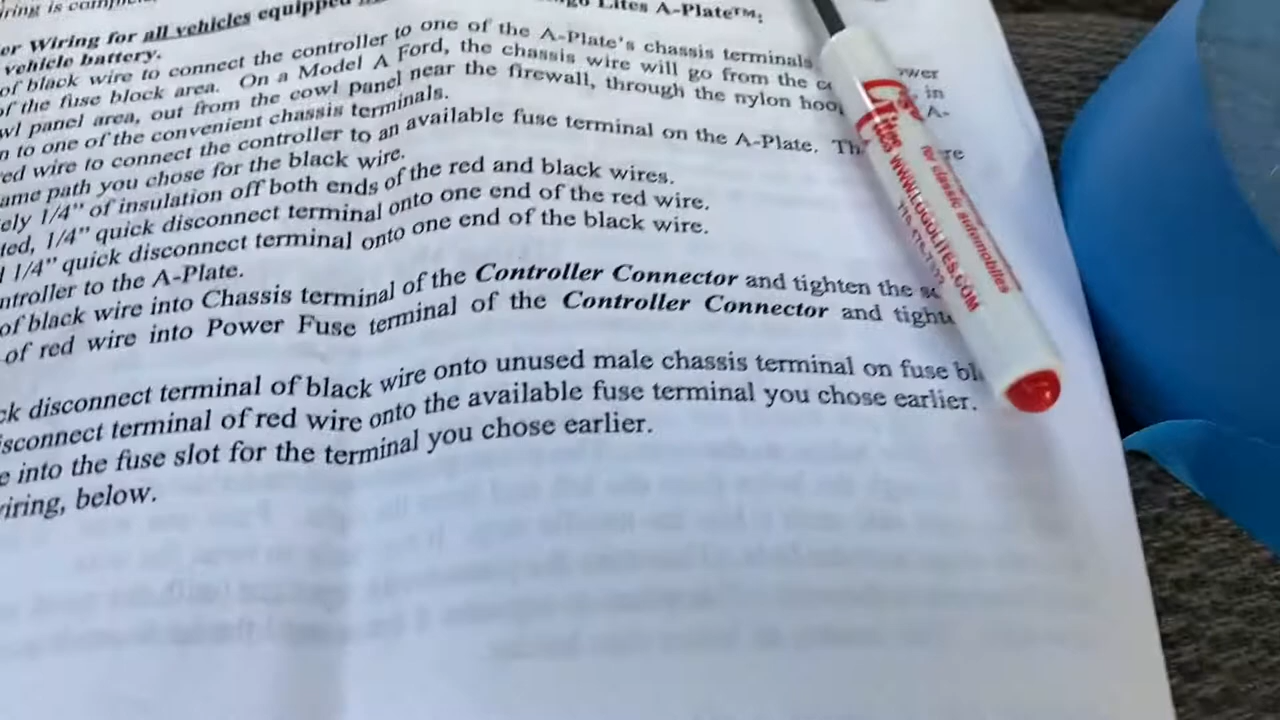 er Wiring for all vehicles equipped Lites A-Plate™;
vehicle battery.
of black wire to connect the controller to one of the A-Plate's chassis terminals
of the fuse block area. On a Model A Ford, the chassis wire will go from the in
wl panel area, out from the cowl panel near the firewall, through the nylon A-
n to one of the convenient chassis terminals.
ed wire to connect the controller to an available fuse terminal on the A-Plate.
ame path you chose for the black wire.
ely 1/4" of insulation off both ends of the red and black wires.
ted, 1/4" quick disconnect terminal onto one end of the red wire.
1/4" quick disconnect terminal onto one end of the black wire.
ntroller to the A-Plate.
of black wire into Chassis terminal of the Controller Connector and tighten the
of red wire into Power Fuse terminal of the Controller Connector and tight
ck disconnect terminal of black wire onto unused male chassis terminal on fuse bl
isconnect terminal of red wire onto the available fuse terminal you chose earlier.
e into the fuse slot for the terminal you chose earlier.
iring, below.
Lites
for classic automobiles
WWW.LOGOLITES.COM